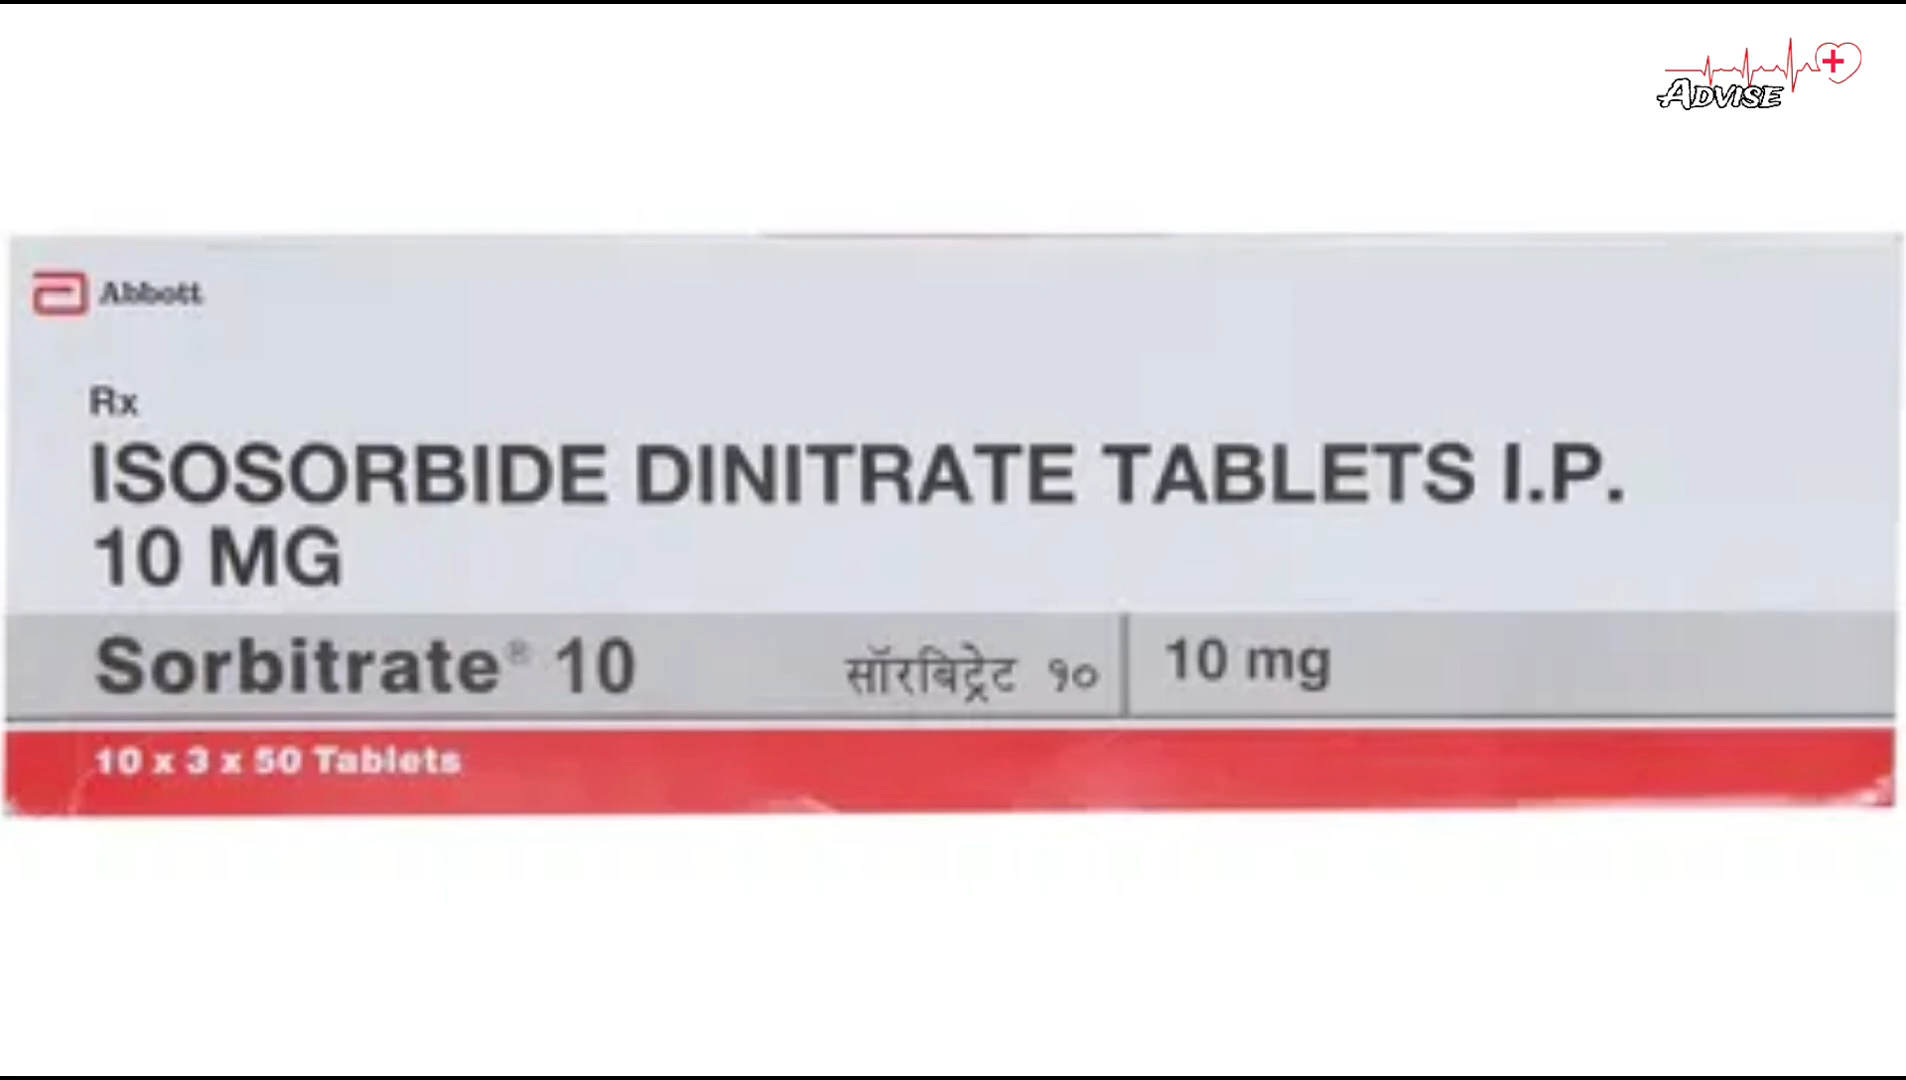 ADVISE
Abbott
Rx
ISOSORBIDE DINITRATE TABLETS I.P.
10 MG
Sorbitrate® 10 सॉरबिट्रेट १० 10 mg
10 x 3 x 50 Tablets